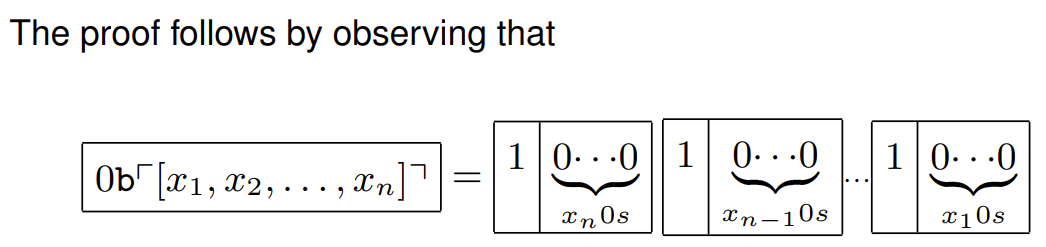 The proof follows by observing that
0b⌜[x₁, x₂, . . . , xₙ]⌝ = 1 0···0 1 0···0 ... 1 0···0
xₙ0s xₙ₋₁0s x₁0s